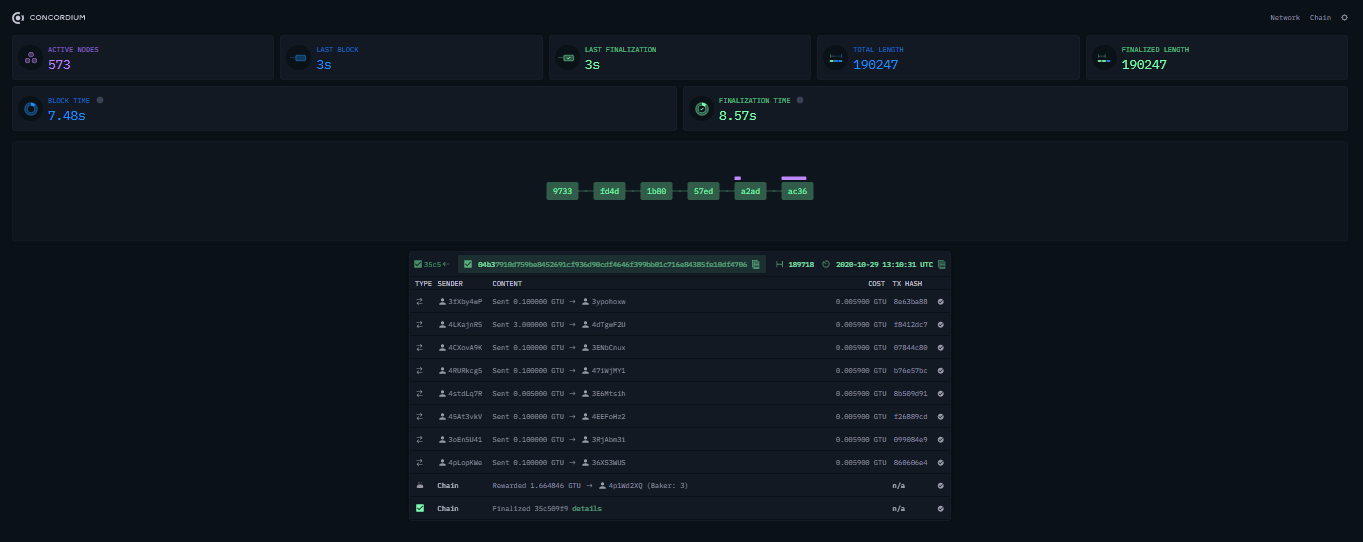 CONCORDIUM
Network Chain
ACTIVE NODES
573
LAST BLOCK
3s
LAST FINALIZATION
3s
TOTAL LENGTH
190247
FINALIZED LENGTH
190247
BLOCK TIME
7.48s
FINALIZATION TIME
8.57s
9733 fd4d 1b80 57ed a2ad ac36
35c5 04b37910d759be8452691cf936d90cdf4646f399bb01c716e84385fe10df4706 189718 2020-10-29 13:10:31 UTC
TYPE SENDER CONTENT COST TX HASH
3fXby4wP Sent 0.100000 GTU → 3ypohoxw 0.005900 GTU 8e63ba88
4LKajnRS Sent 3.000000 GTU → 4dTgwF2U 0.005900 GTU f8412dc7
4CXovA9K Sent 0.100000 GTU → 3ENbCnux 0.005900 GTU 07844c80
4RURkcgS Sent 0.100000 GTU → 47iWjMY1 0.005900 GTU b76e57bc
4stdLq7R Sent 0.005000 GTU → 3E6Mtsih 0.005900 GTU 8b509d91
4SAt3vkV Sent 0.100000 GTU → 4EEFoHz2 0.005900 GTU f26889cd
3oEn5U41 Sent 0.100000 GTU → 3RjAbm3i 0.005900 GTU 099084e9
4pLopKWe Sent 0.100000 GTU → 36XS3WUS 0.005900 GTU 860606e4
Chain Rewarded 1.664846 GTU → 4p1Wd2XQ (Baker: 3) n/a
Chain Finalized 35c509f9 details n/a